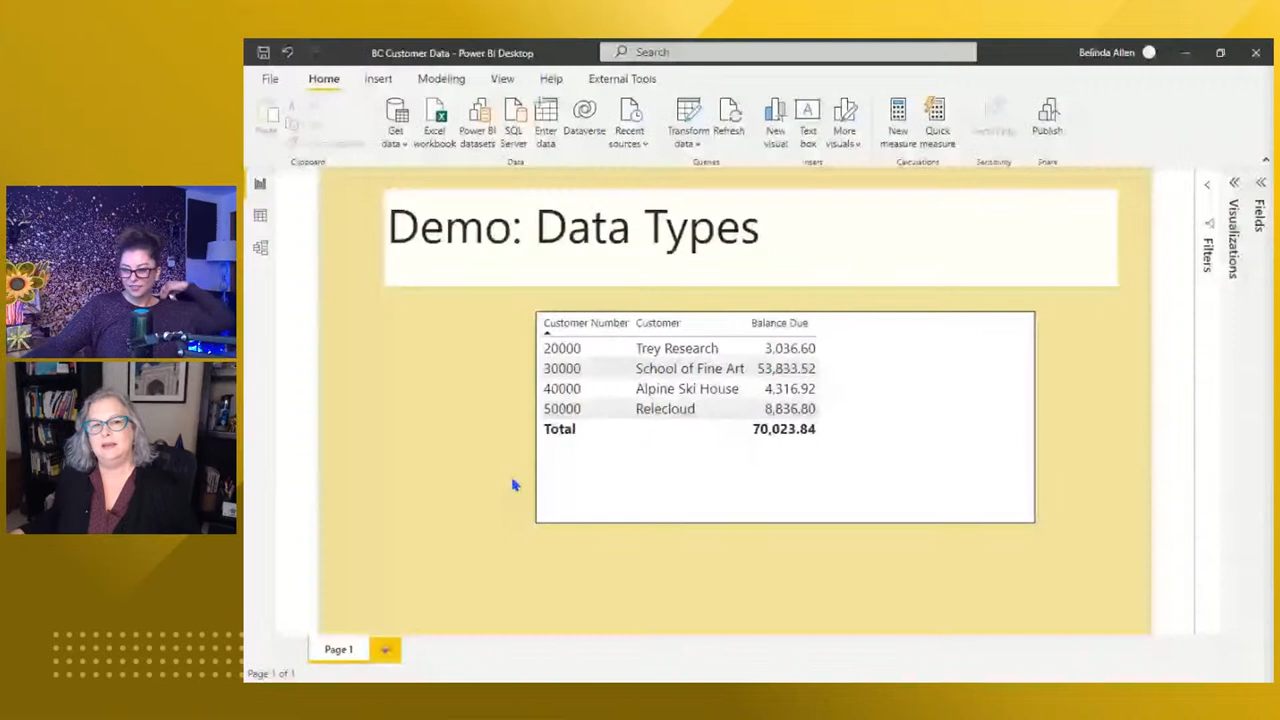 BC Customer Data - Power BI Desktop
Search
Belinda Allen
File Home Insert Modeling View Help External Tools
Paste
Get data
Excel workbook
Power BI datasets
SQL Server
Enter data
Dataverse
Recent sources
Transform data
Refresh
New visual
Text box
More visuals
New measure
Quick measure
Publish
Clipboard
Data
Queries
Insert
Calculations
Sensitivity
Share
Demo: Data Types
Customer Number Customer Balance Due
20000 Trey Research 3,036.60
30000 School of Fine Art 53,833.52
40000 Alpine Ski House 4,316.92
50000 Relecloud 8,836.80
Total 70,023.84
Filters
Visualizations
Fields
Page 1
Page 1 of 1